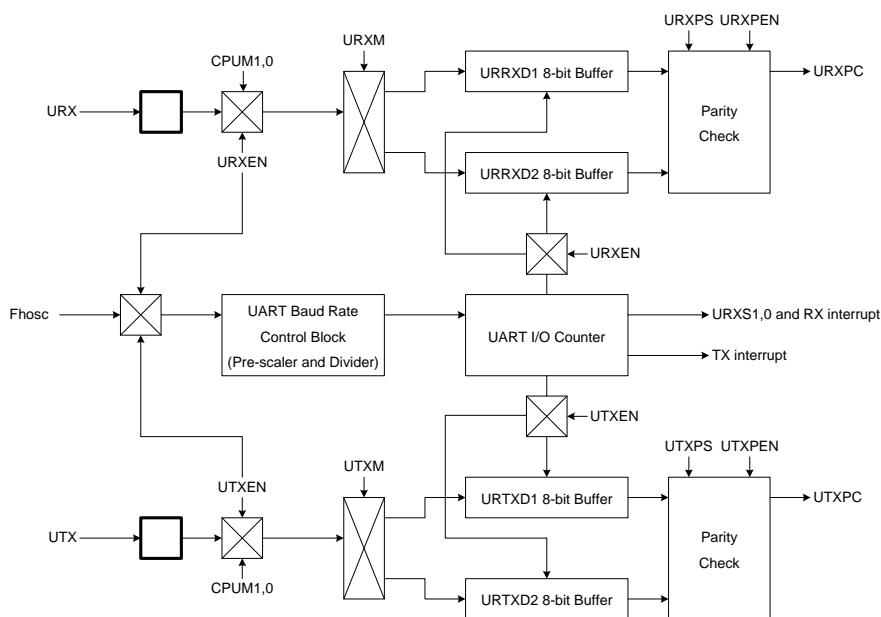 URXPS URXPEN
URXM
CPUM1,0
URRXD1 8-bit Buffer
URXPC
URX
Parity
Check
URXEN
URRXD2 8-bit Buffer
URXEN
Fhosc
UART Baud Rate
Control Block
(Pre-scaler and Divider)
UART I/O Counter
URXS1,0 and RX interrupt
TX interrupt
UTXEN
UTXPS UTXPEN
UTXM
UTXEN
URTXD1 8-bit Buffer
UTXPC
UTX
Parity
Check
CPUM1,0
URTXD2 8-bit Buffer